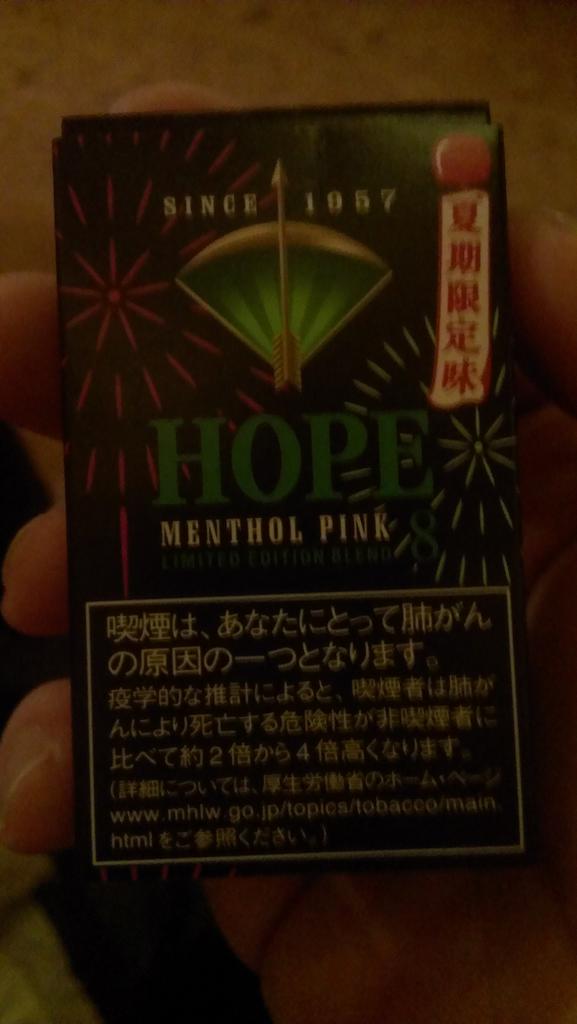 SINCE 1957
夏期限定味
HOPE
MENTHOL PINK
LIMITED EDITION BLEND 8
喫煙は、あなたにとって肺がん
の原因の一つとなります。
疫学的な推計によると、喫煙者は肺が
んにより死亡する危険性が非喫煙者に
比べて約2倍から4倍高くなります。
(詳細については、厚生労働省のホーム・ページ
www.mhlw.go.jp/topics/tobacco/main.
htmlをご参照ください。)